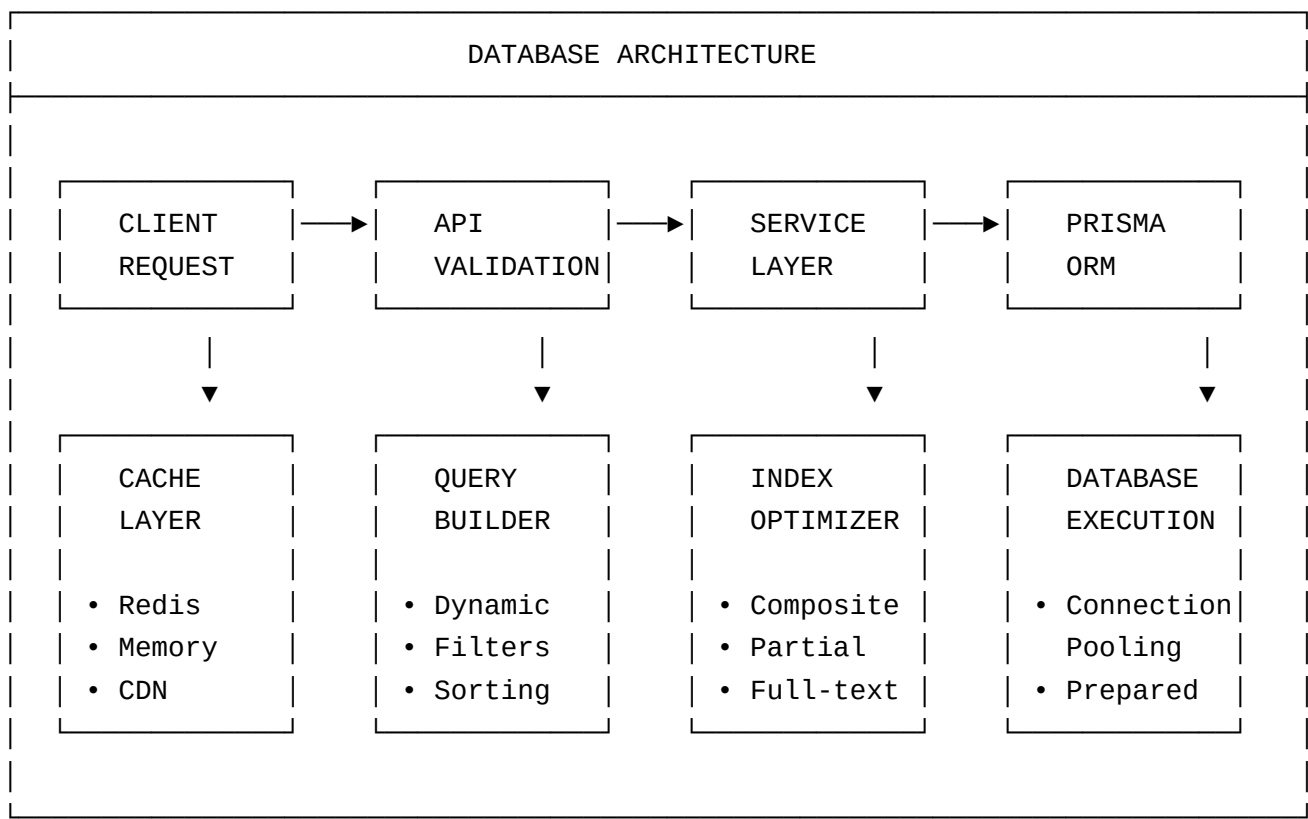 DATABASE ARCHITECTURE
CLIENT API SERVICE PRISMA
REQUEST VALIDATION LAYER ORM
CACHE QUERY INDEX DATABASE
LAYER BUILDER OPTIMIZER EXECUTION
• Redis • Dynamic • Composite • Connection
• Memory • Filters • Partial Pooling
• CDN • Sorting • Full-text • Prepared